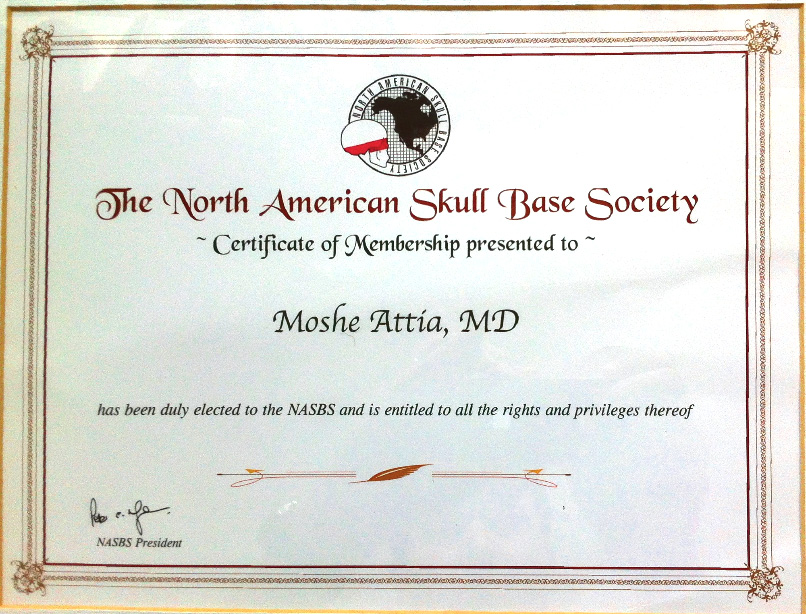 NORTH AMERICAN SKULL BASE SOCIETY
The North American Skull Base Society
~ Certificate of Membership presented to ~
Moshe Attia, MD
has been duly elected to the NASBS and is entitled to all the rights and privileges thereof
NASBS President